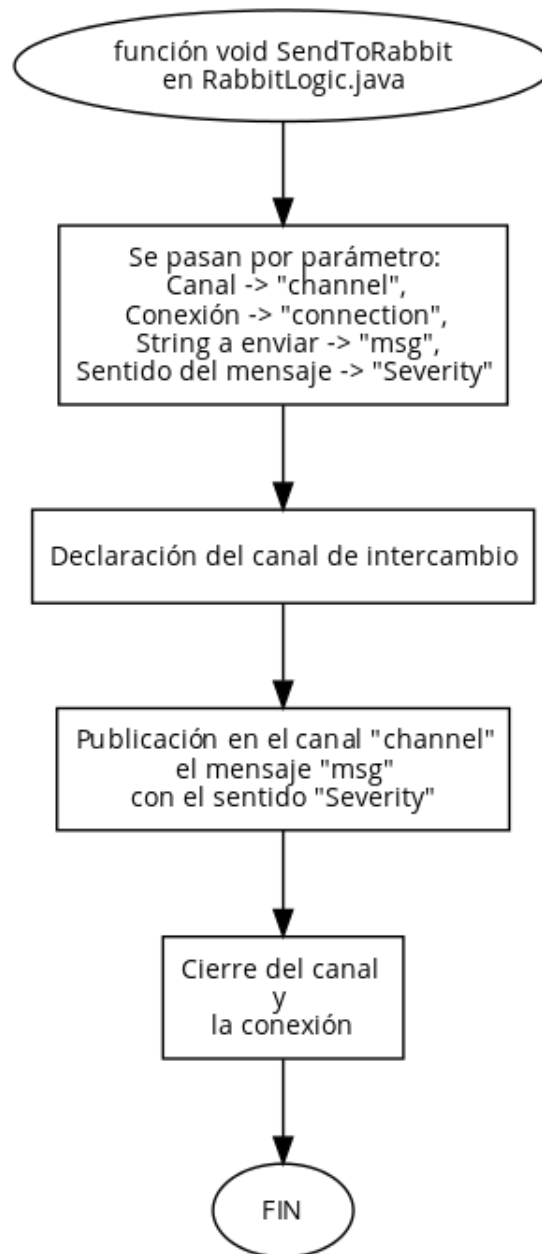 función void SendToRabbit
en RabbitLogic.java
Se pasan por parámetro:
Canal -> "channel",
Conexión -> "connection",
String a enviar -> "msg",
Sentido del mensaje -> "Severity"
Declaración del canal de intercambio
Publicación en el canal "channel"
el mensaje "msg"
con el sentido "Severity"
Cierre del canal
y
la conexión
FIN